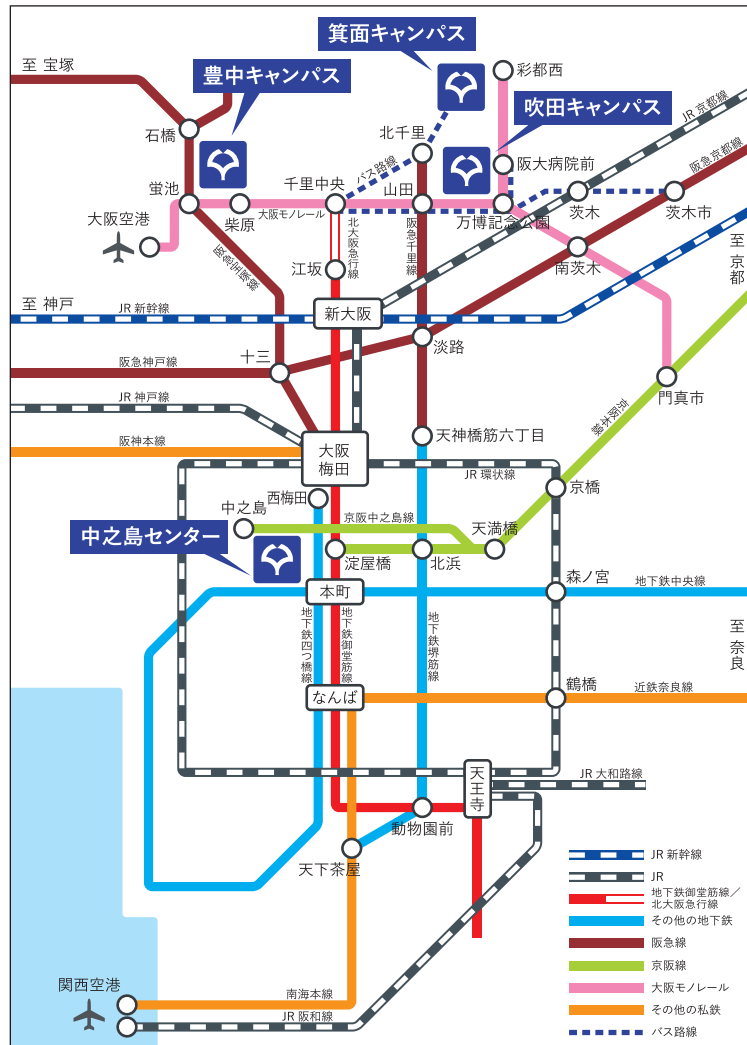 箕面キャンパス
至 宝塚
豊中キャンパス
彩都西
吹田キャンパス
JR 京都線
石橋
北千里
阪急京都線
バス路線
阪大病院前
千里中央
山田
蛍池
柴原
大阪モノレール
万博記念公園
茨木
茨木市
大阪空港
阪急宝塚線
北大阪急行線
阪急千里線
南茨木
至 京都
江坂
至 神戸
JR 新幹線
新大阪
淡路
十三
阪急神戸線
門真市
JR 神戸線
京阪本線
阪神本線
大阪
梅田
天神橋筋六丁目
JR 環状線
京橋
西梅田
中之島
京阪中之島線
天満橋
中之島センター
淀屋橋
北浜
本町
森ノ宮
地下鉄中央線
地下鉄四つ橋線
地下鉄御堂筋線
地下鉄堺筋線
至 奈良
なんば
鶴橋
近鉄奈良線
天王寺
JR 大和路線
動物園前
天下茶屋
関西空港
南海本線
JR 阪和線
JR 新幹線
JR
地下鉄御堂筋線／
北大阪急行線
その他の地下鉄
阪急線
京阪線
大阪モノレール
その他の私鉄
バス路線